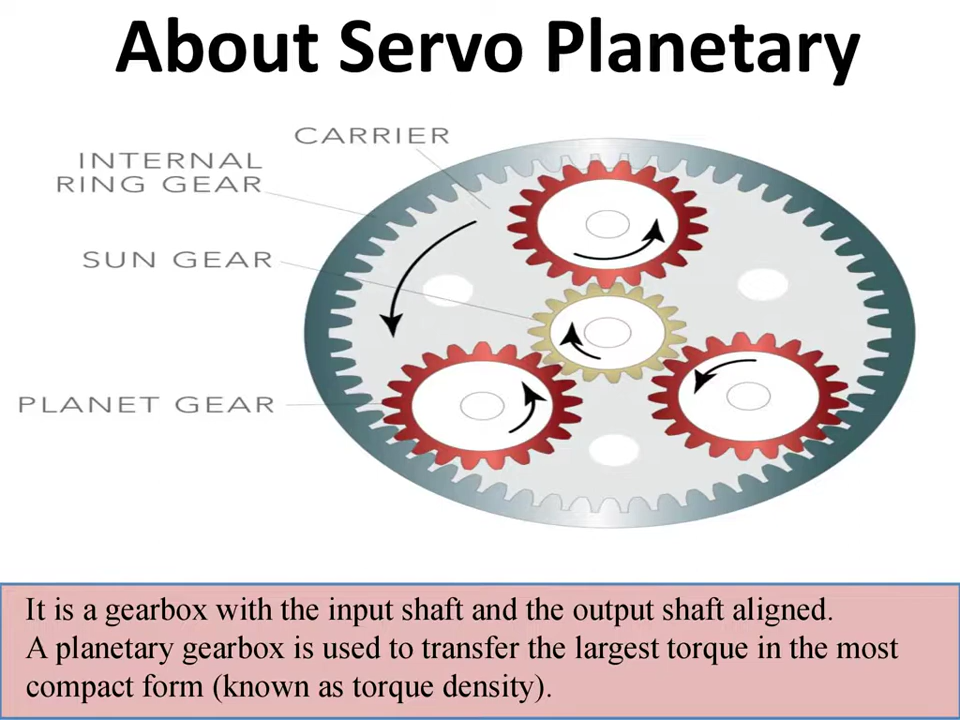 About Servo Planetary
CARRIER
INTERNAL
RING GEAR
SUN GEAR
PLANET GEAR
It is a gearbox with the input shaft and the output shaft aligned.
A planetary gearbox is used to transfer the largest torque in the most
compact form (known as torque density).